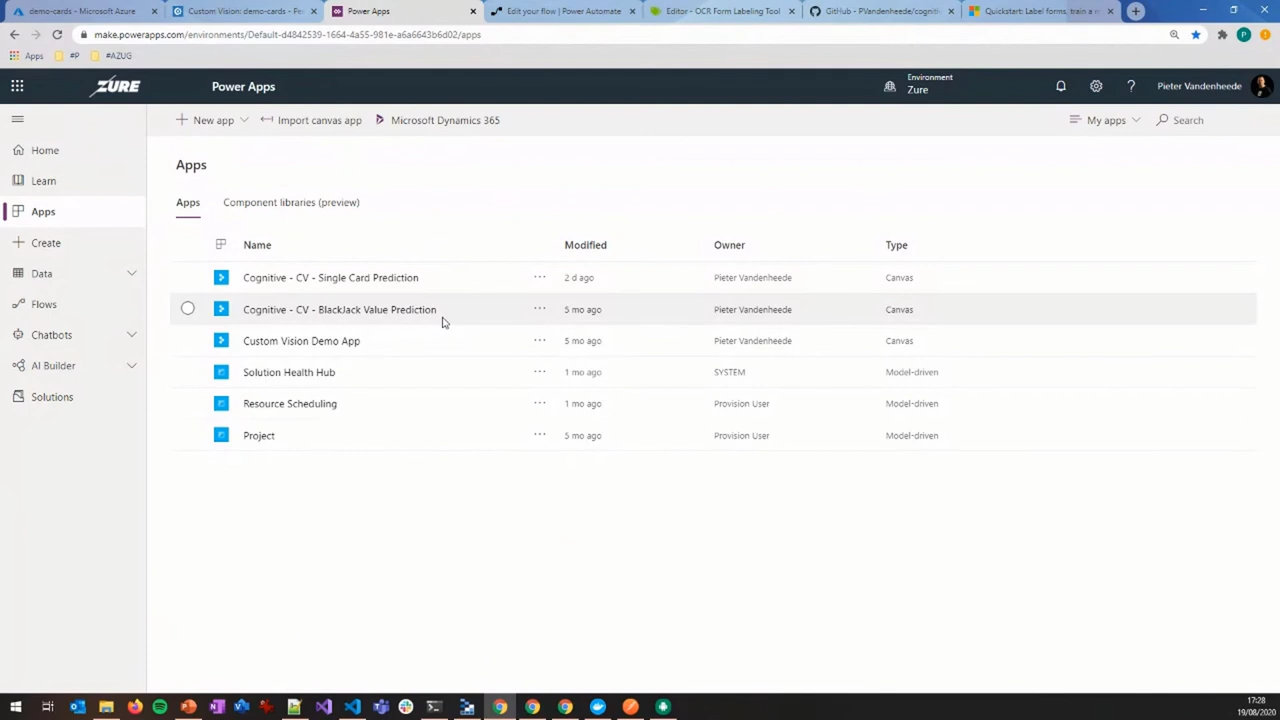 demo-cards - Microsoft Azure
Custom Vision: demo-cards - Fe
Power Apps
Edit your flow | Power Automate
Editor - OCR Form Labeling Tool
GitHub - PVandenheede/cogniti
Quickstart: Label forms, train a m
make.powerapps.com/environments/Default-d4842539-1664-4a55-981e-a6a6643b6d02/apps
P
Apps
#P
#AZUG
ZURE
Power Apps
Environment
Zure
Pieter Vandenheede
New app
Import canvas app
Microsoft Dynamics 365
My apps
Search
Home
Learn
Apps
Create
Data
Flows
Chatbots
AI Builder
Solutions
Apps
Apps Component libraries (preview)
Name Modified Owner Type
Cognitive - CV - Single Card Prediction ··· 2 d ago Pieter Vandenheede Canvas
Cognitive - CV - BlackJack Value Prediction ··· 5 mo ago Pieter Vandenheede Canvas
Custom Vision Demo App ··· 5 mo ago Pieter Vandenheede Canvas
Solution Health Hub ··· 1 mo ago SYSTEM Model-driven
Resource Scheduling ··· 1 mo ago Provision User Model-driven
Project ··· 5 mo ago Provision User Model-driven
17:28
19/08/2020